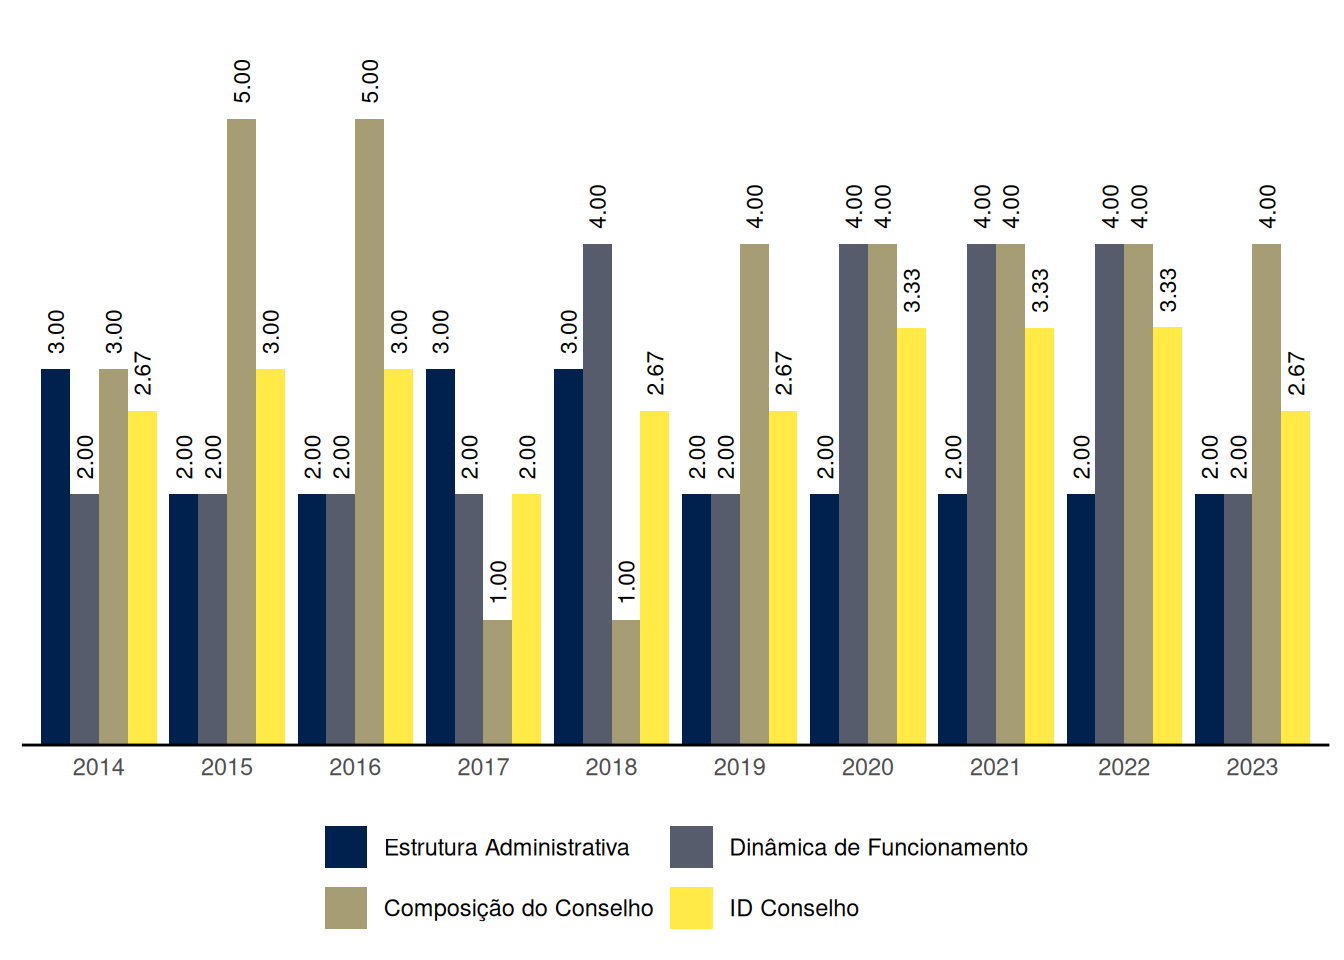 3.00 2.00 3.00 2.67
2.00 2.00 5.00 3.00
2.00 2.00 5.00 3.00
3.00 2.00 1.00 2.00
3.00 4.00 1.00 2.67
2.00 2.00 4.00 2.67
2.00 4.00 4.00 3.33
2.00 4.00 4.00 3.33
2.00 4.00 4.00 3.33
2.00 2.00 4.00 2.67
2014 2015 2016 2017 2018 2019 2020 2021 2022 2023
Estrutura Administrativa Dinâmica de Funcionamento
Composição do Conselho ID Conselho